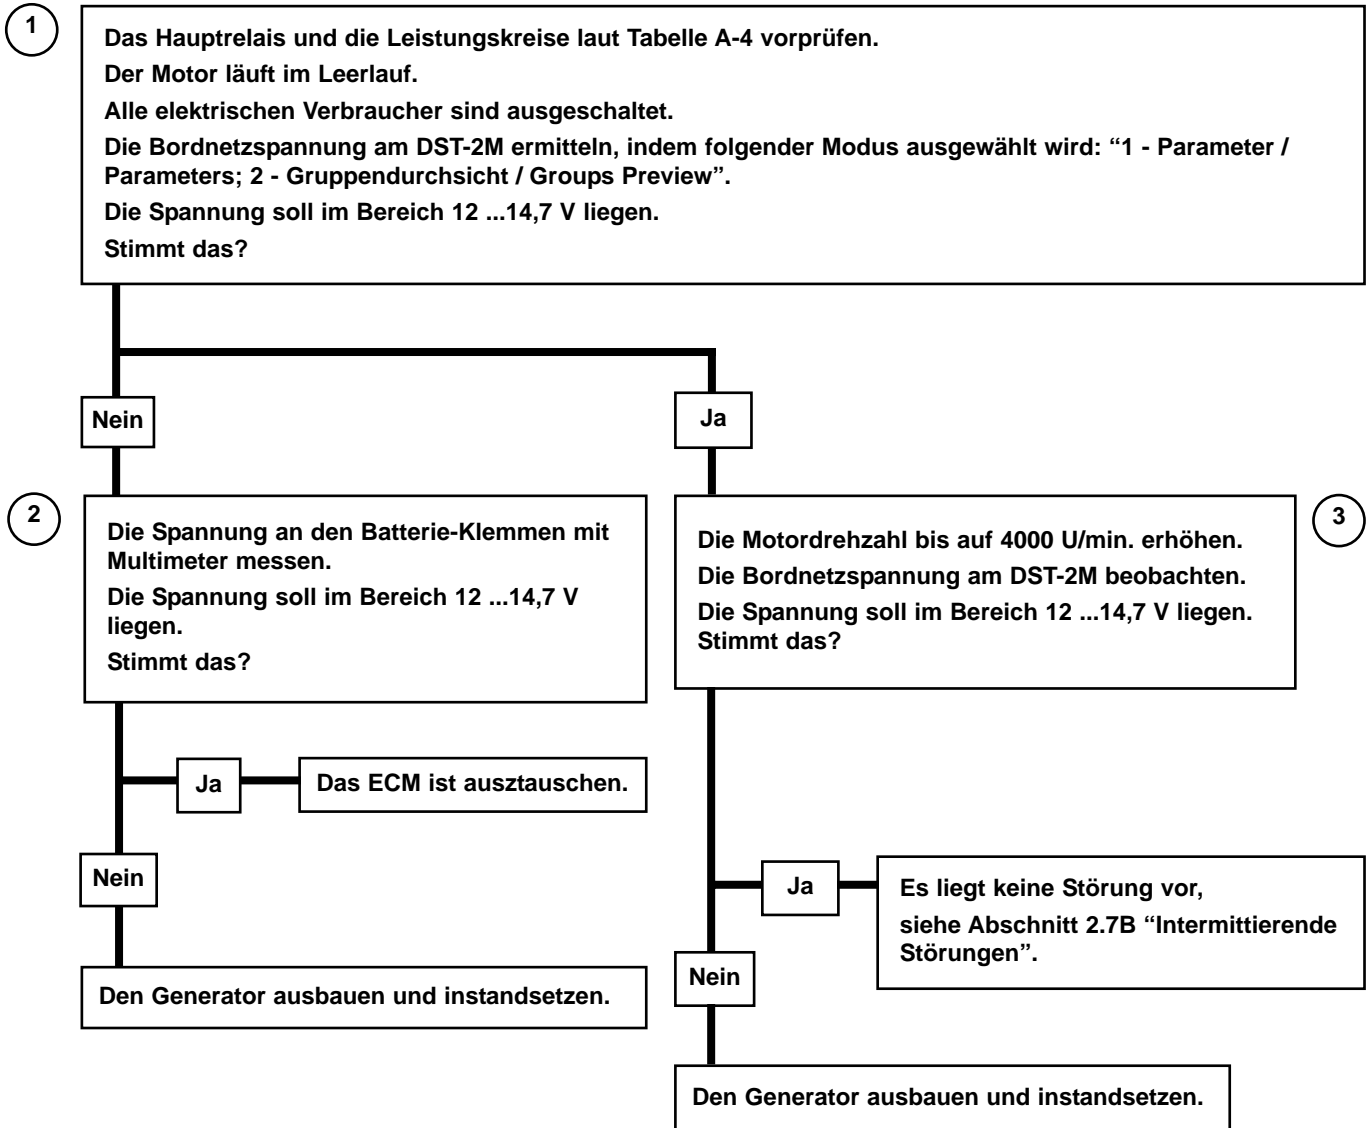 1
Das Hauptrelais und die Leistungskreise laut Tabelle A-4 vorprüfen.
Der Motor läuft im Leerlauf.
Alle elektrischen Verbraucher sind ausgeschaltet.
Die Bordnetzspannung am DST-2M ermitteln, indem folgender Modus ausgewählt wird: “1 - Parameter /
Parameters; 2 - Gruppendurchsicht / Groups Preview”.
Die Spannung soll im Bereich 12 ...14,7 V liegen.
Stimmt das?
Nein
Ja
2
Die Spannung an den Batterie-Klemmen mit
Multimeter messen.
Die Spannung soll im Bereich 12 ...14,7 V
liegen.
Stimmt das?
3
Die Motordrehzahl bis auf 4000 U/min. erhöhen.
Die Bordnetzspannung am DST-2M beobachten.
Die Spannung soll im Bereich 12 ...14,7 V liegen.
Stimmt das?
Ja
Das ECM ist ausztauschen.
Nein
Den Generator ausbauen und instandsetzen.
Ja
Es liegt keine Störung vor,
siehe Abschnitt 2.7B “Intermittierende
Störungen”.
Nein
Den Generator ausbauen und instandsetzen.